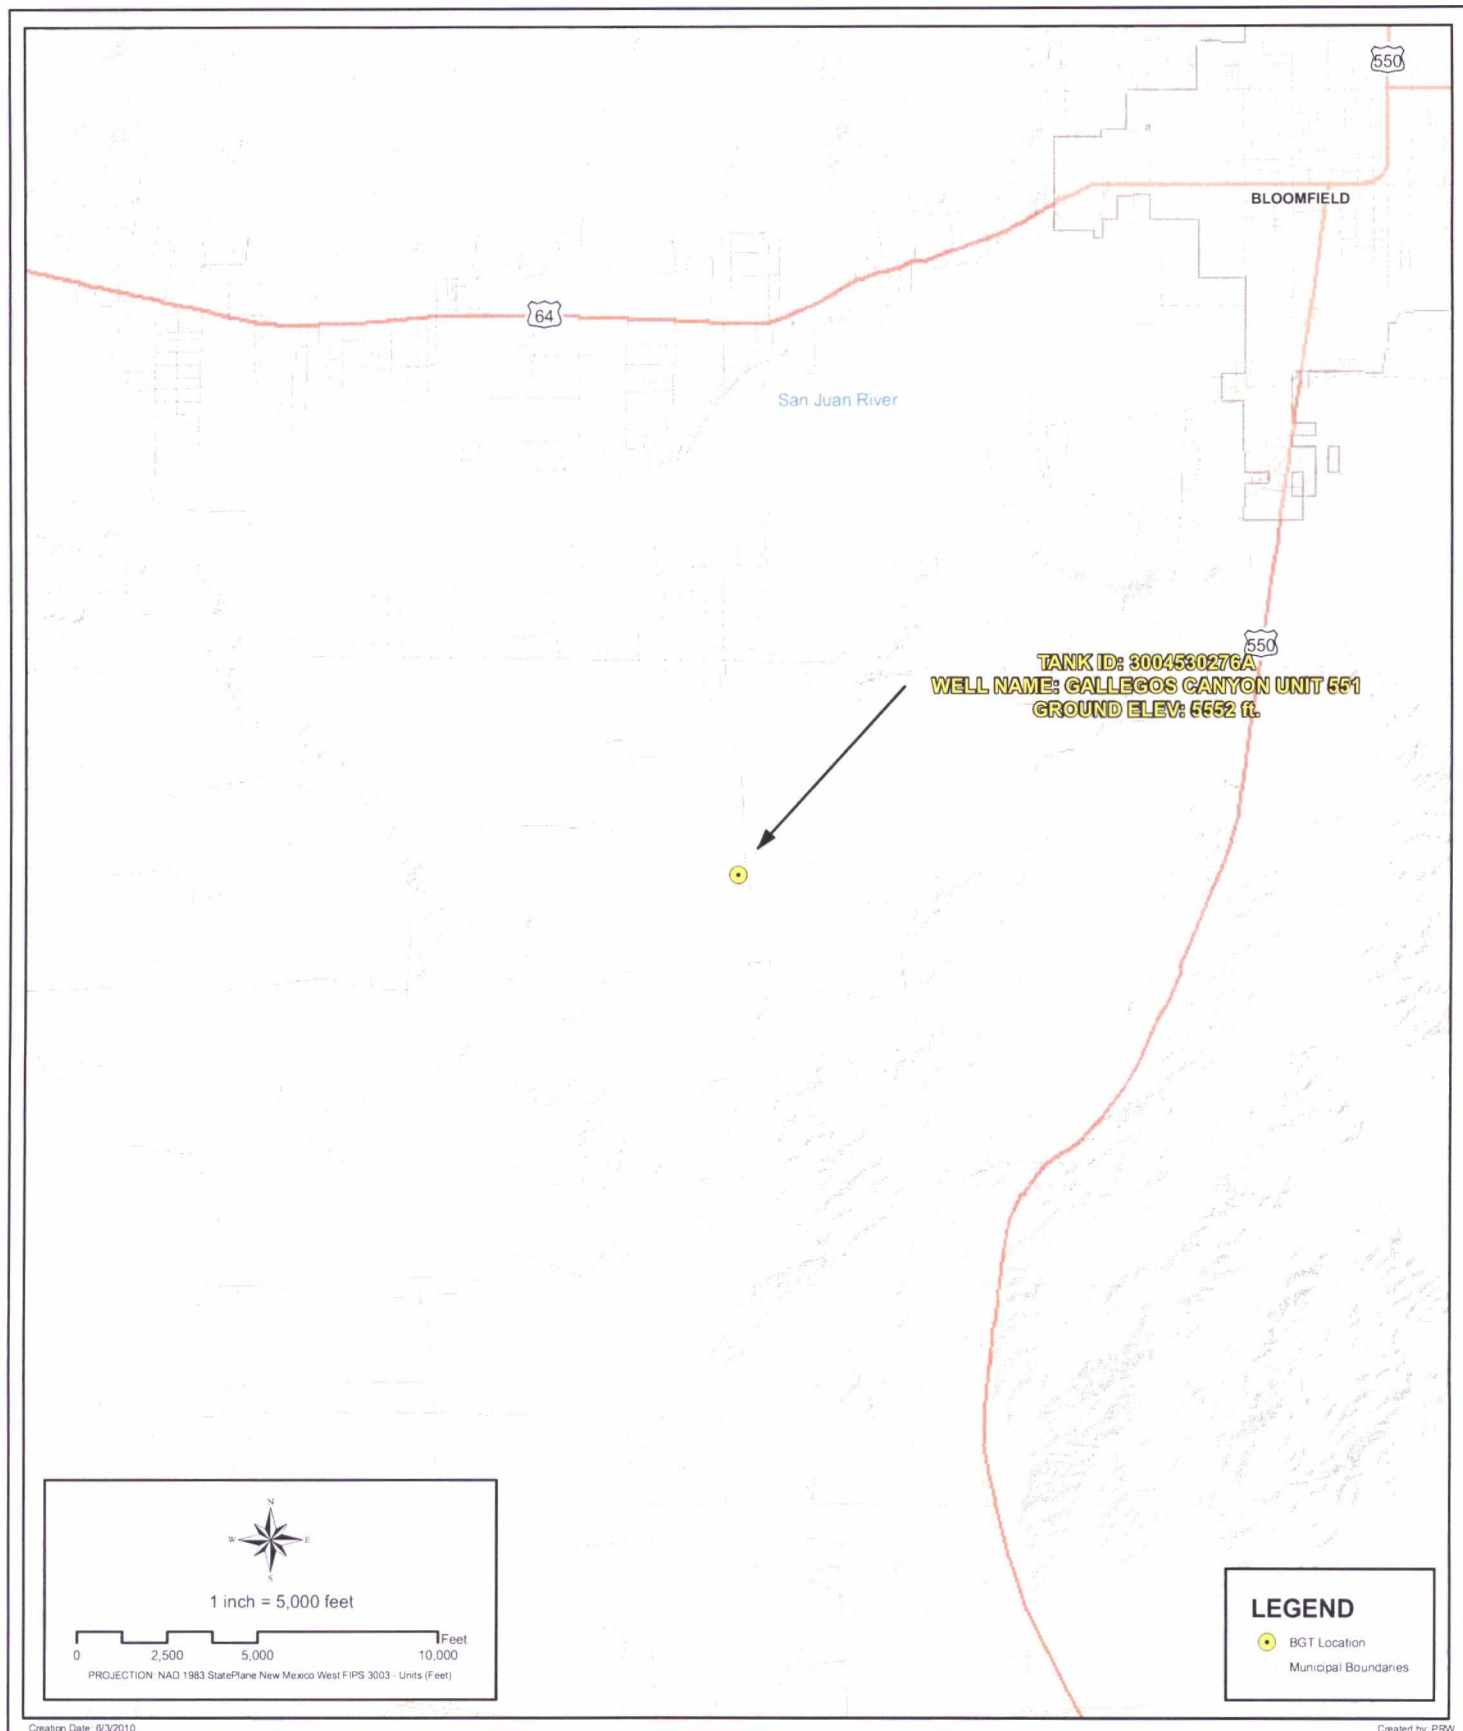 550
BLOOMFIELD
64
San Juan River
550
TANK ID: 3004530276A
WELL NAME: GALLEGOS CANYON UNIT 551
GROUND ELEV: 5552 ft.
N
W E
S
1 inch = 5,000 feet
Feet
0 2,500 5,000 10,000
PROJECTION: NAD 1983 StatePlane New Mexico West FIPS 3003 - Units (Feet)
LEGEND
BGT Location
Municipal Boundaries
Creation Date: 6/3/2010 Created by: PRW